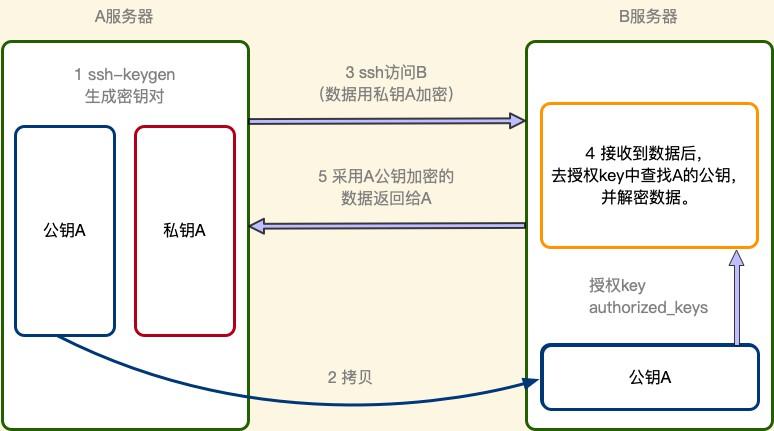 A服务器
B服务器
1 ssh-keygen
生成密钥对
公钥A
私钥A
3 ssh访问B
（数据用私钥A加密）
5 采用A公钥加密的
数据返回给A
2 拷贝
4 接收到数据后，
去授权key中查找A的公钥，
并解密数据。
授权key
authorized_keys
公钥A